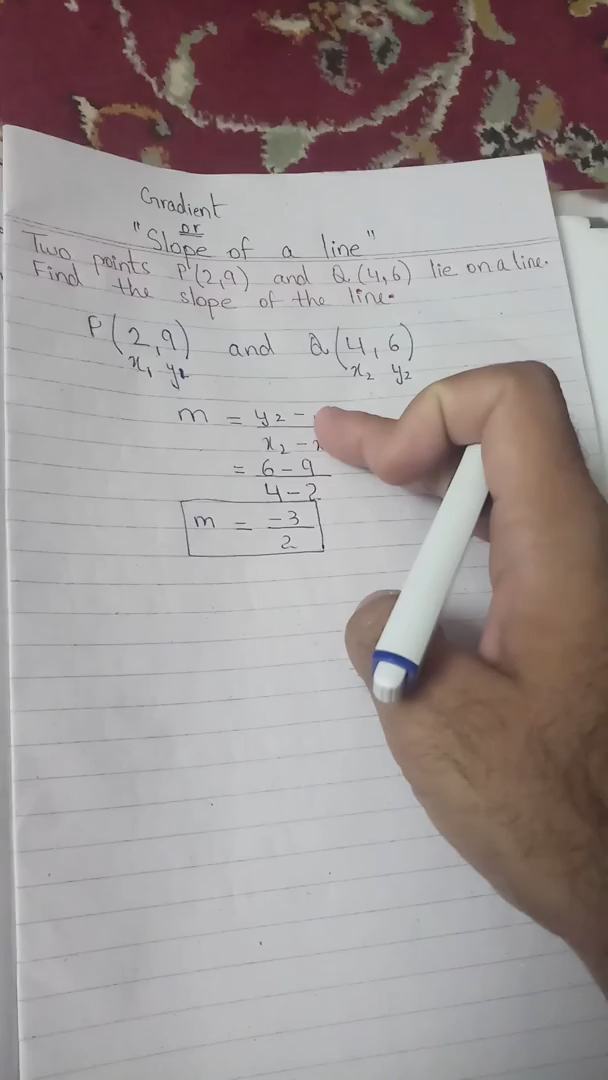 Gradient
or
"Slope of a line"
Two points P(2,9) and Q(4,6) lie on a line.
Find the slope of the line.
P(2,9) and Q(4,6)
x₁ y₁ x₂ y₂
m = y₂ -
x₂ -
= 6 - 9
4 - 2
m = -3
2